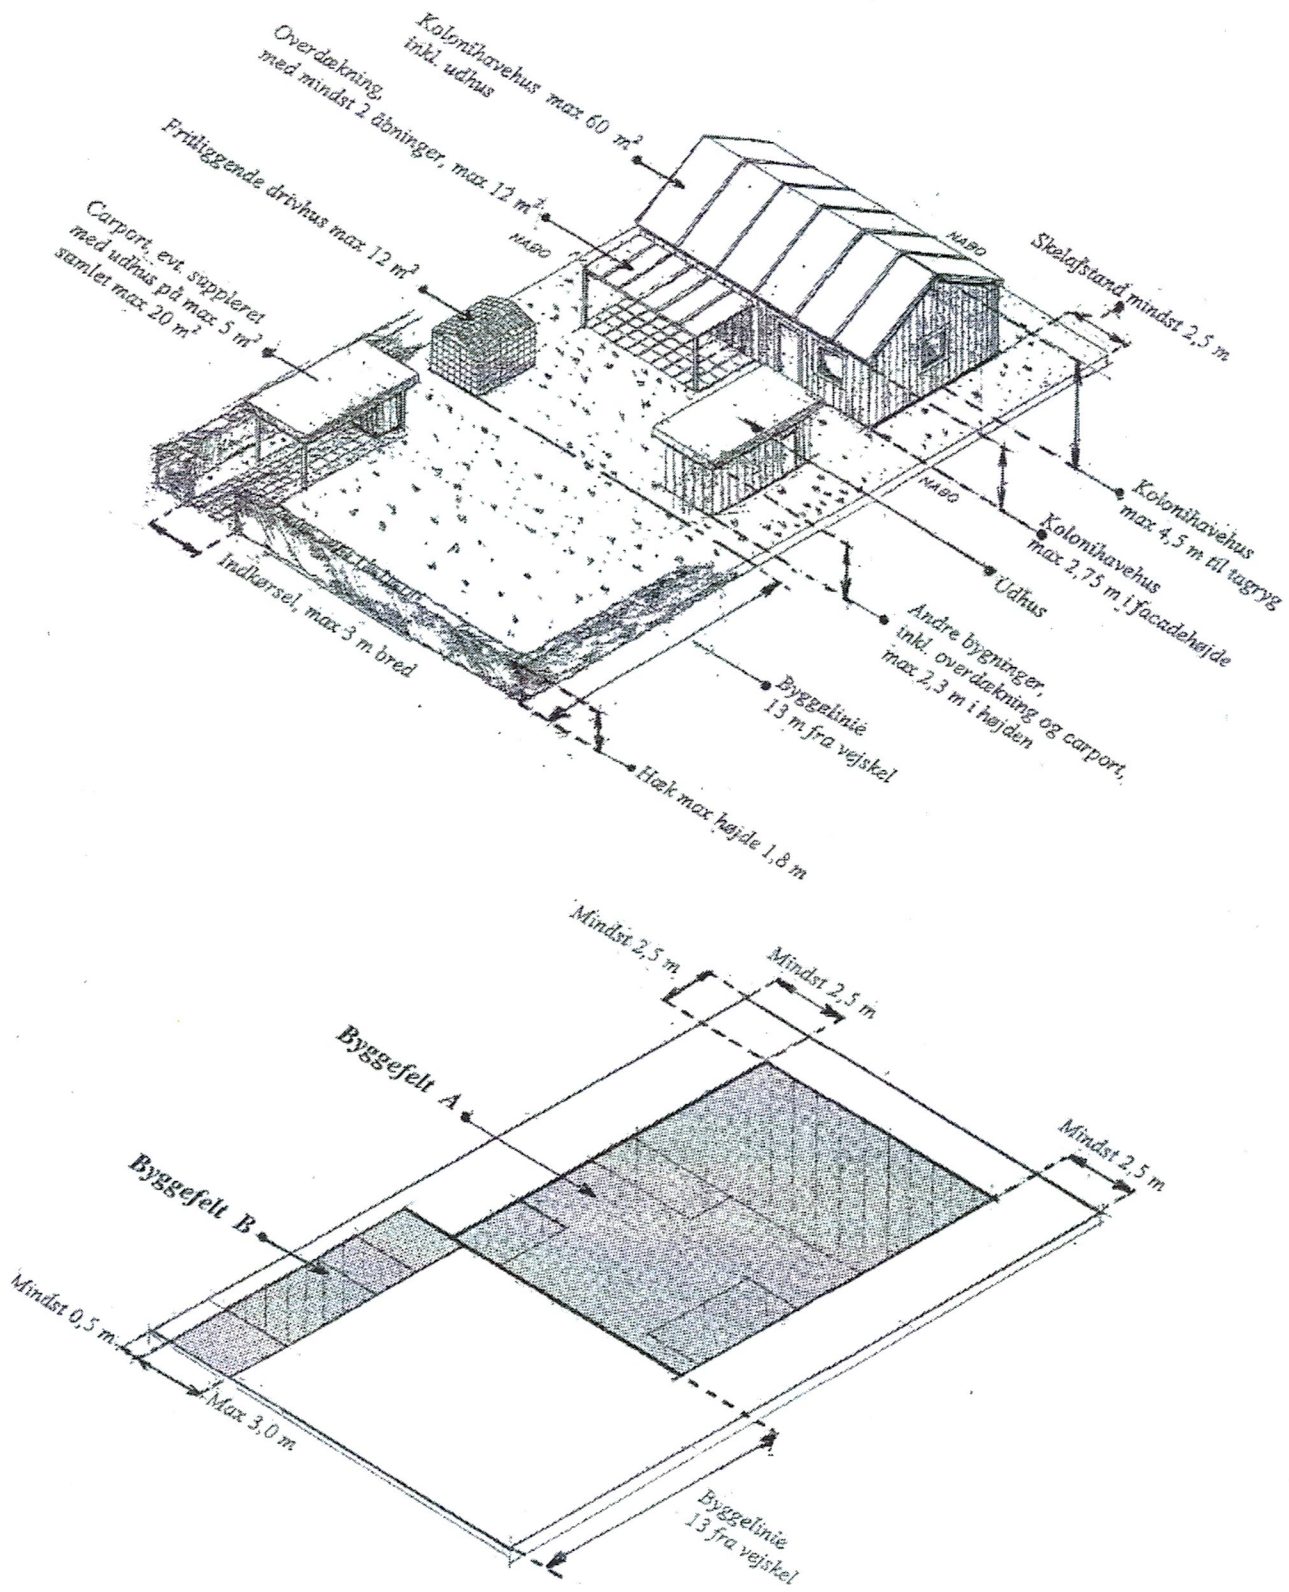 Kolonihavehus max 60 m²
inkl. udhus
Overdækning,
med mindst 2 åbninger, max 12 m²
Fritliggende drivhus max 12 m²
Carport, evt. suppleret
med udhus på max 5 m²
samlet max 20 m²
NABO
NABO
Skelafstand mindst 2,5 m
NABO
Kolonihavehus
max 4,5 m til tagryg
Kolonihavehus
max 2,75 m i facadehøjde
Udhus
Andre bygninger,
inkl. overdækning og carport,
max 2,3 m i højden
Indkørsel, max 3 m bred
Byggelinie
13 m fra vejskel
Hæk max højde 1,8 m
Mindst 2,5 m
Mindst 2,5 m
Byggefelt A
Mindst 2,5 m
Byggefelt B
Mindst 0,5 m
Max 3,0 m
Byggelinie
13 fra vejskel